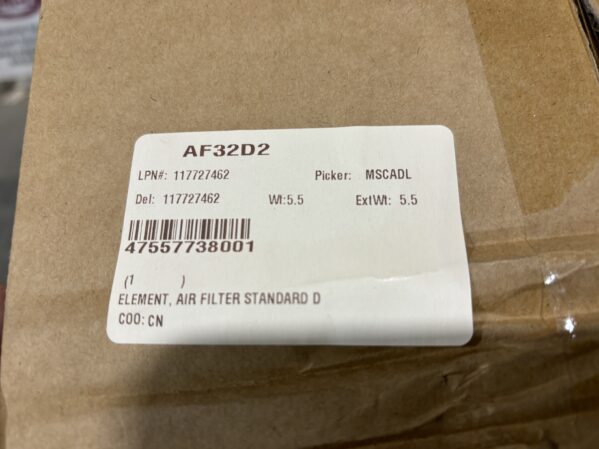 AF32D2
LPN#: 117727462 Picker: MSCADL
Del: 117727462 Wt:5.5 ExtWt: 5.5
47557738001
(1 )
ELEMENT, AIR FILTER STANDARD D
COO: CN